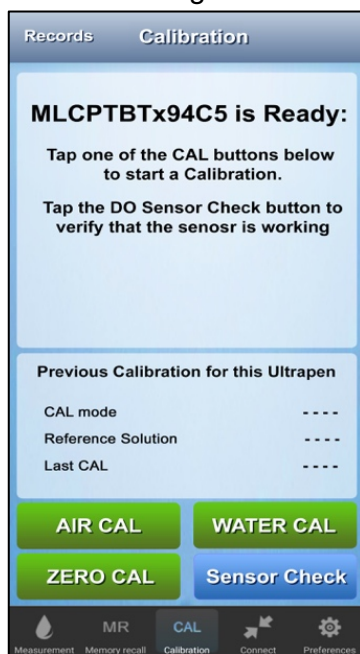 Records Calibration
MLCPTBTx94C5 is Ready:
Tap one of the CAL buttons below
to start a Calibration.
Tap the DO Sensor Check button to
verify that the senosr is working
Previous Calibration for this Ultrapen
CAL mode - - - -
Reference Solution - - - -
Last CAL - - - -
AIR CAL WATER CAL
ZERO CAL Sensor Check
MR CAL
Measurement Memory recall Calibration Connect Preferences